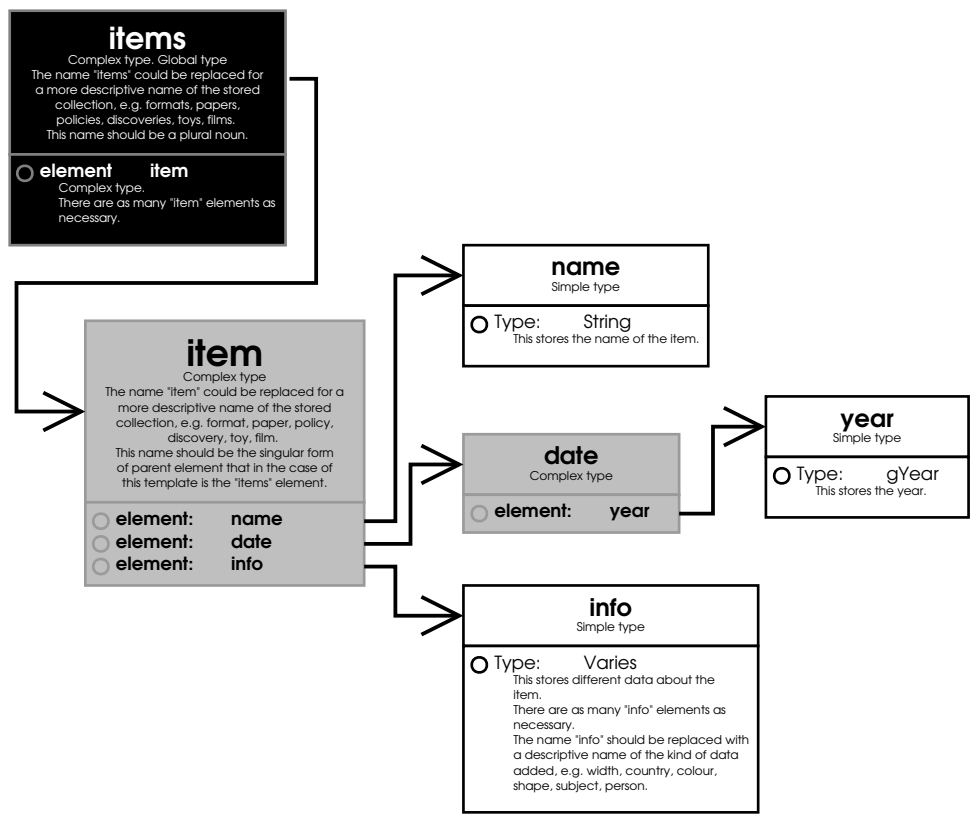 items
Complex type. Global type
The name "items" could be replaced for
a more descriptive name of the stored
collection, e.g. formats, papers,
policies, discoveries, toys, films.
This name should be a plural noun.
element item
Complex type.
There are as many "item" elements as
necessary.
item
Complex type
The name "item" could be replaced for a
more descriptive name of the stored
collection, e.g. format, paper, policy,
discovery, toy, film.
This name should be the singular form
of parent element that in the case of
this template is the "items" element.
element: name
element: date
element: info
name
Simple type
Type: String
This stores the name of the item.
date
Complex type
element: year
year
Simple type
Type: gYear
This stores the year.
info
Simple type
Type: Varies
This stores different data about the
item.
There are as many "info" elements as
necessary.
The name "info" should be replaced with
a descriptive name of the kind of data
added, e.g. width, country, colour,
shape, subject, person.